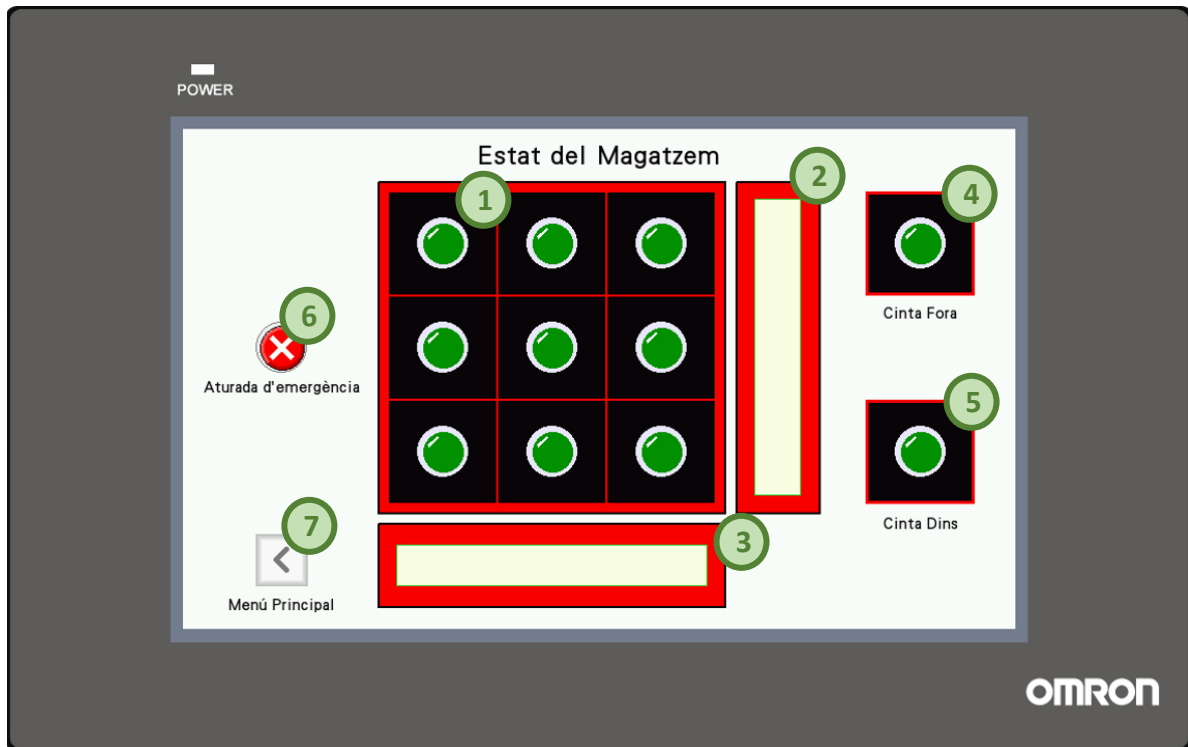 POWER
Estat del Magatzem
1
2
4
Cinta Fora
6
Aturada d'emergència
5
Cinta Dins
7
Menú Principal
3
OMRON